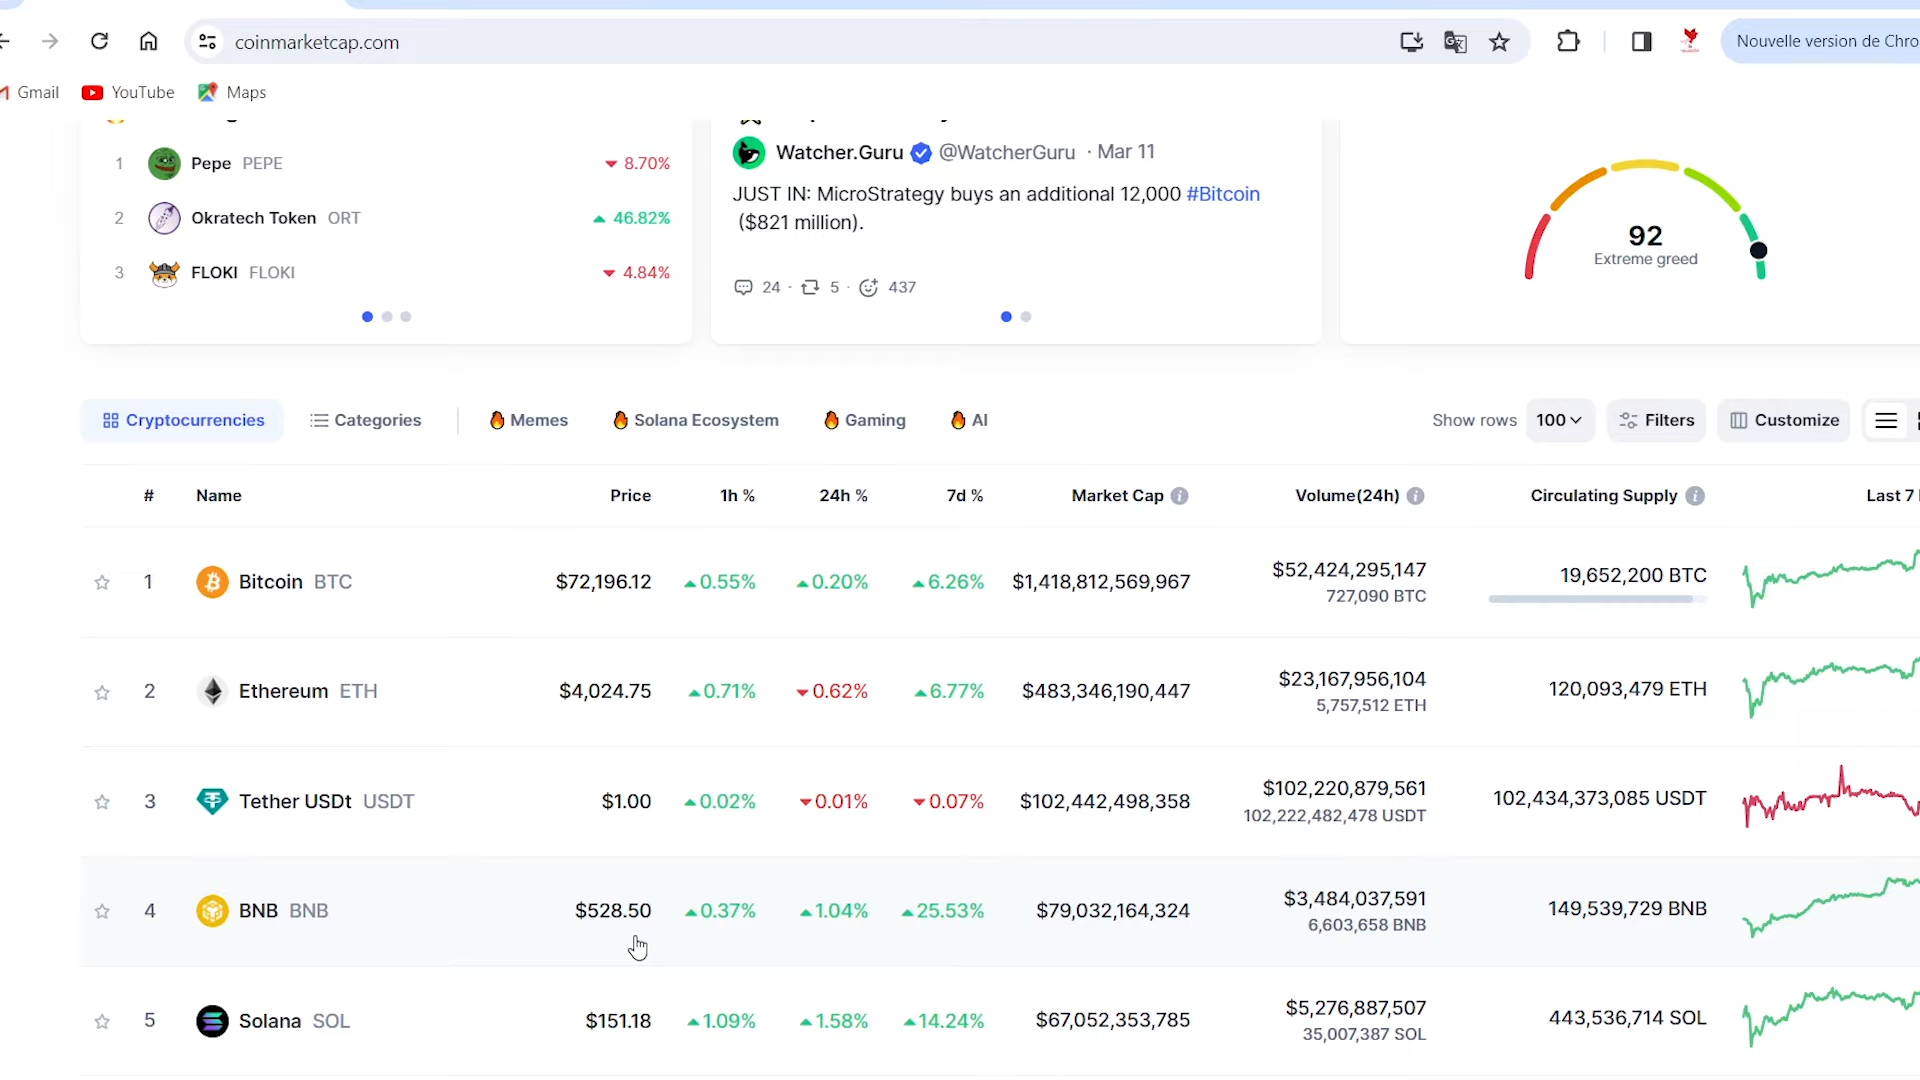 coinmarketcap.com
Nouvelle version de Chro
Gmail YouTube Maps
1 Pepe PEPE 8.70%
2 Okratech Token ORT 46.82%
3 FLOKI FLOKI 4.84%
Watcher.Guru @WatcherGuru · Mar 11
JUST IN: MicroStrategy buys an additional 12,000 #Bitcoin
($821 million).
24 · 5 · 437
92
Extreme greed
Cryptocurrencies Categories Memes Solana Ecosystem Gaming AI Show rows 100 Filters Customize
# Name Price 1h % 24h % 7d % Market Cap Volume(24h) Circulating Supply Last 7
1 Bitcoin BTC $72,196.12 0.55% 0.20% 6.26% $1,418,812,569,967 $52,424,295,147 19,652,200 BTC
727,090 BTC
2 Ethereum ETH $4,024.75 0.71% 0.62% 6.77% $483,346,190,447 $23,167,956,104 120,093,479 ETH
5,757,512 ETH
3 Tether USDt USDT $1.00 0.02% 0.01% 0.07% $102,442,498,358 $102,220,879,561 102,434,373,085 USDT
102,222,482,478 USDT
4 BNB BNB $528.50 0.37% 1.04% 25.53% $79,032,164,324 $3,484,037,591 149,539,729 BNB
6,603,658 BNB
5 Solana SOL $151.18 1.09% 1.58% 14.24% $67,052,353,785 $5,276,887,507 443,536,714 SOL
35,007,387 SOL